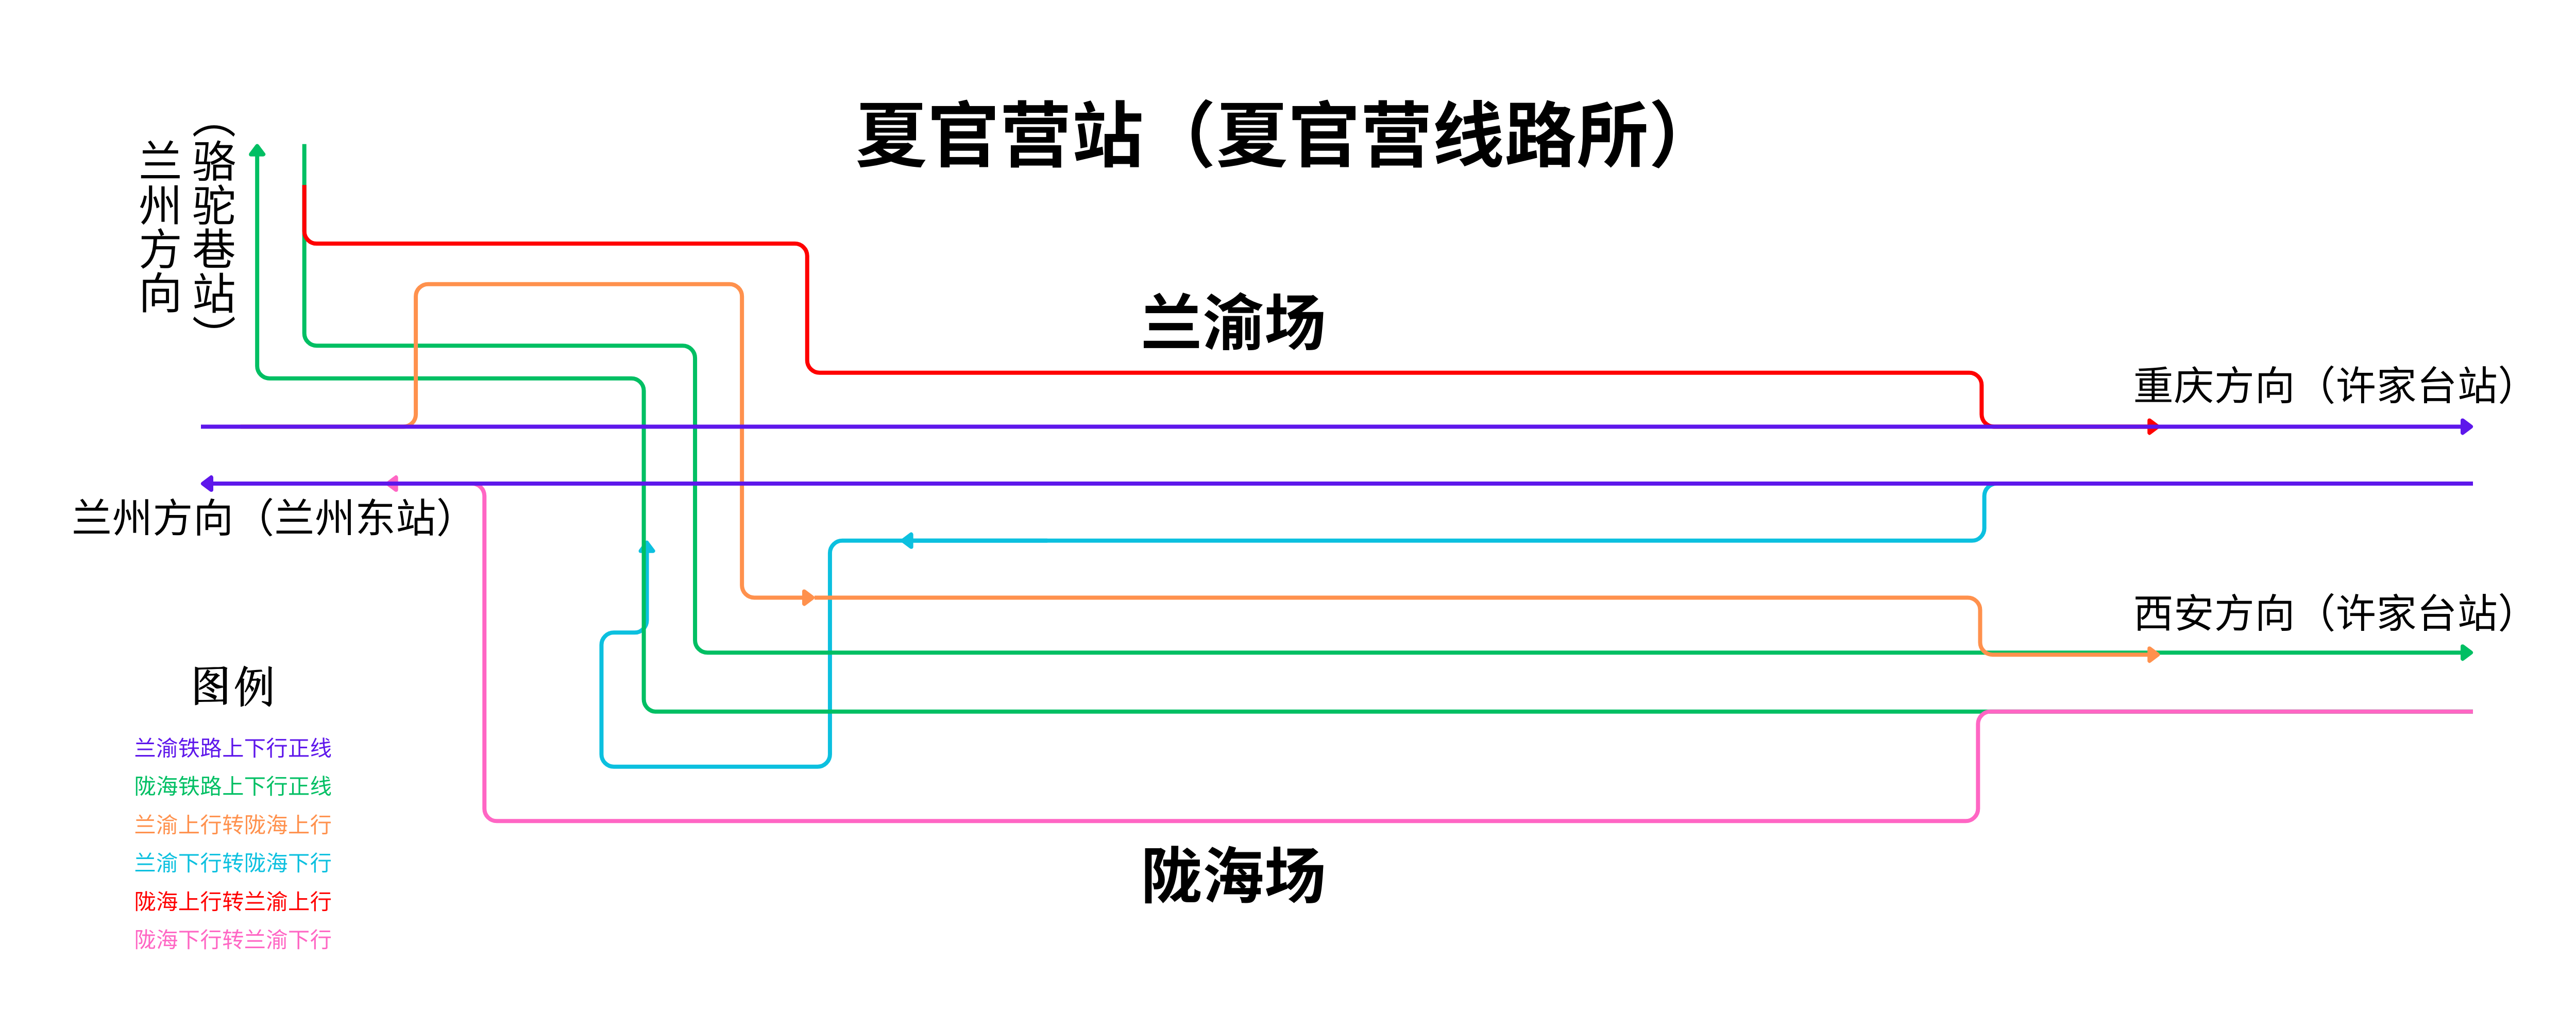 夏官营站（夏官营线路所）
兰州方向
（骆驼巷站）
兰渝场
重庆方向（许家台站）
兰州方向（兰州东站）
西安方向（许家台站）
图例
兰渝铁路上下行正线
陇海铁路上下行正线
兰渝上行转陇海上行
兰渝下行转陇海下行
陇海上行转兰渝上行
陇海下行转兰渝下行
陇海场